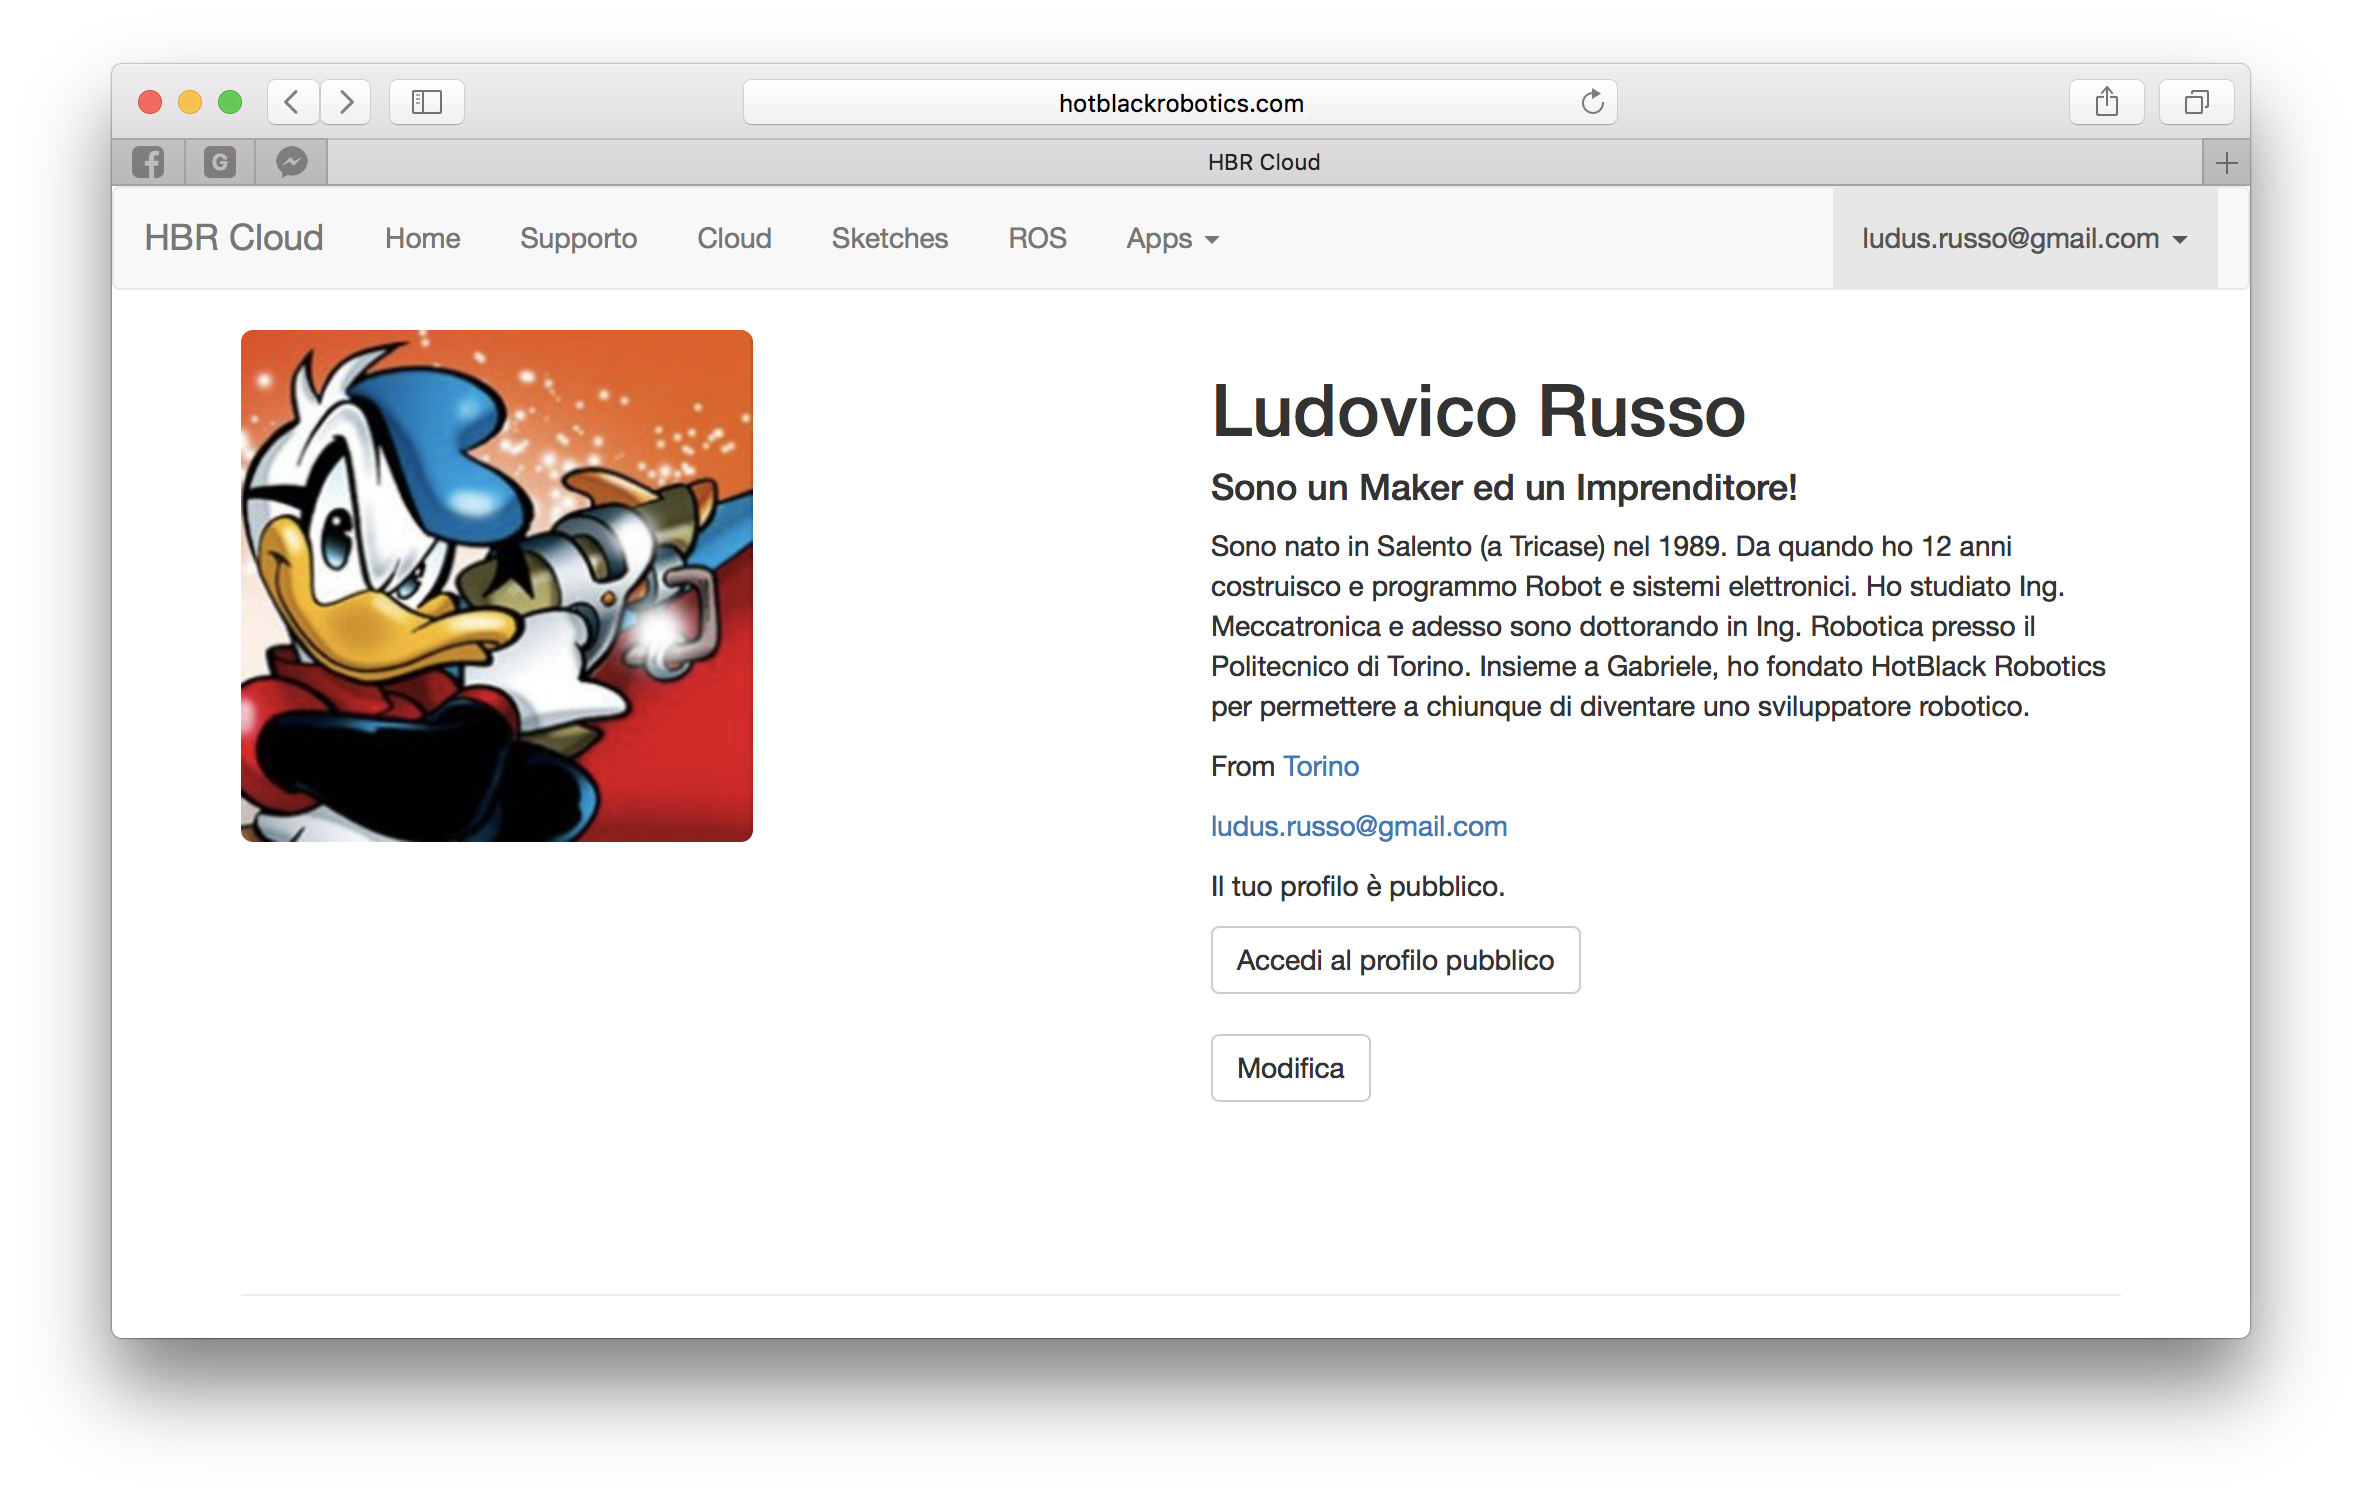 hotblackrobotics.com
G
HBR Cloud
HBR Cloud Home Supporto Cloud Sketches ROS Apps ludus.russo@gmail.com
Ludovico Russo
Sono un Maker ed un Imprenditore!
Sono nato in Salento (a Tricase) nel 1989. Da quando ho 12 anni
costruisco e programmo Robot e sistemi elettronici. Ho studiato Ing.
Meccatronica e adesso sono dottorando in Ing. Robotica presso il
Politecnico di Torino. Insieme a Gabriele, ho fondato HotBlack Robotics
per permettere a chiunque di diventare uno sviluppatore robotico.
From Torino
ludus.russo@gmail.com
Il tuo profilo è pubblico.
Accedi al profilo pubblico
Modifica